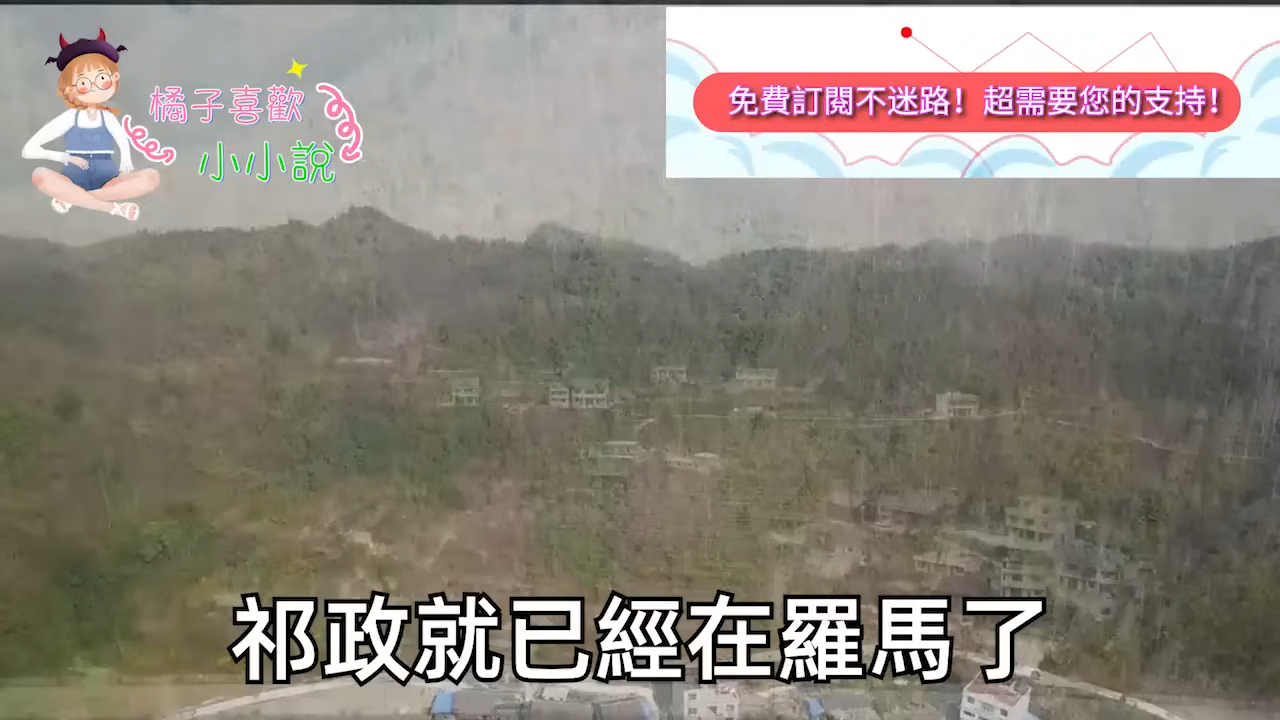 橘子喜歡
小小說
免費訂閱不迷路！超需要您的支持！
祁政就已經在羅馬了